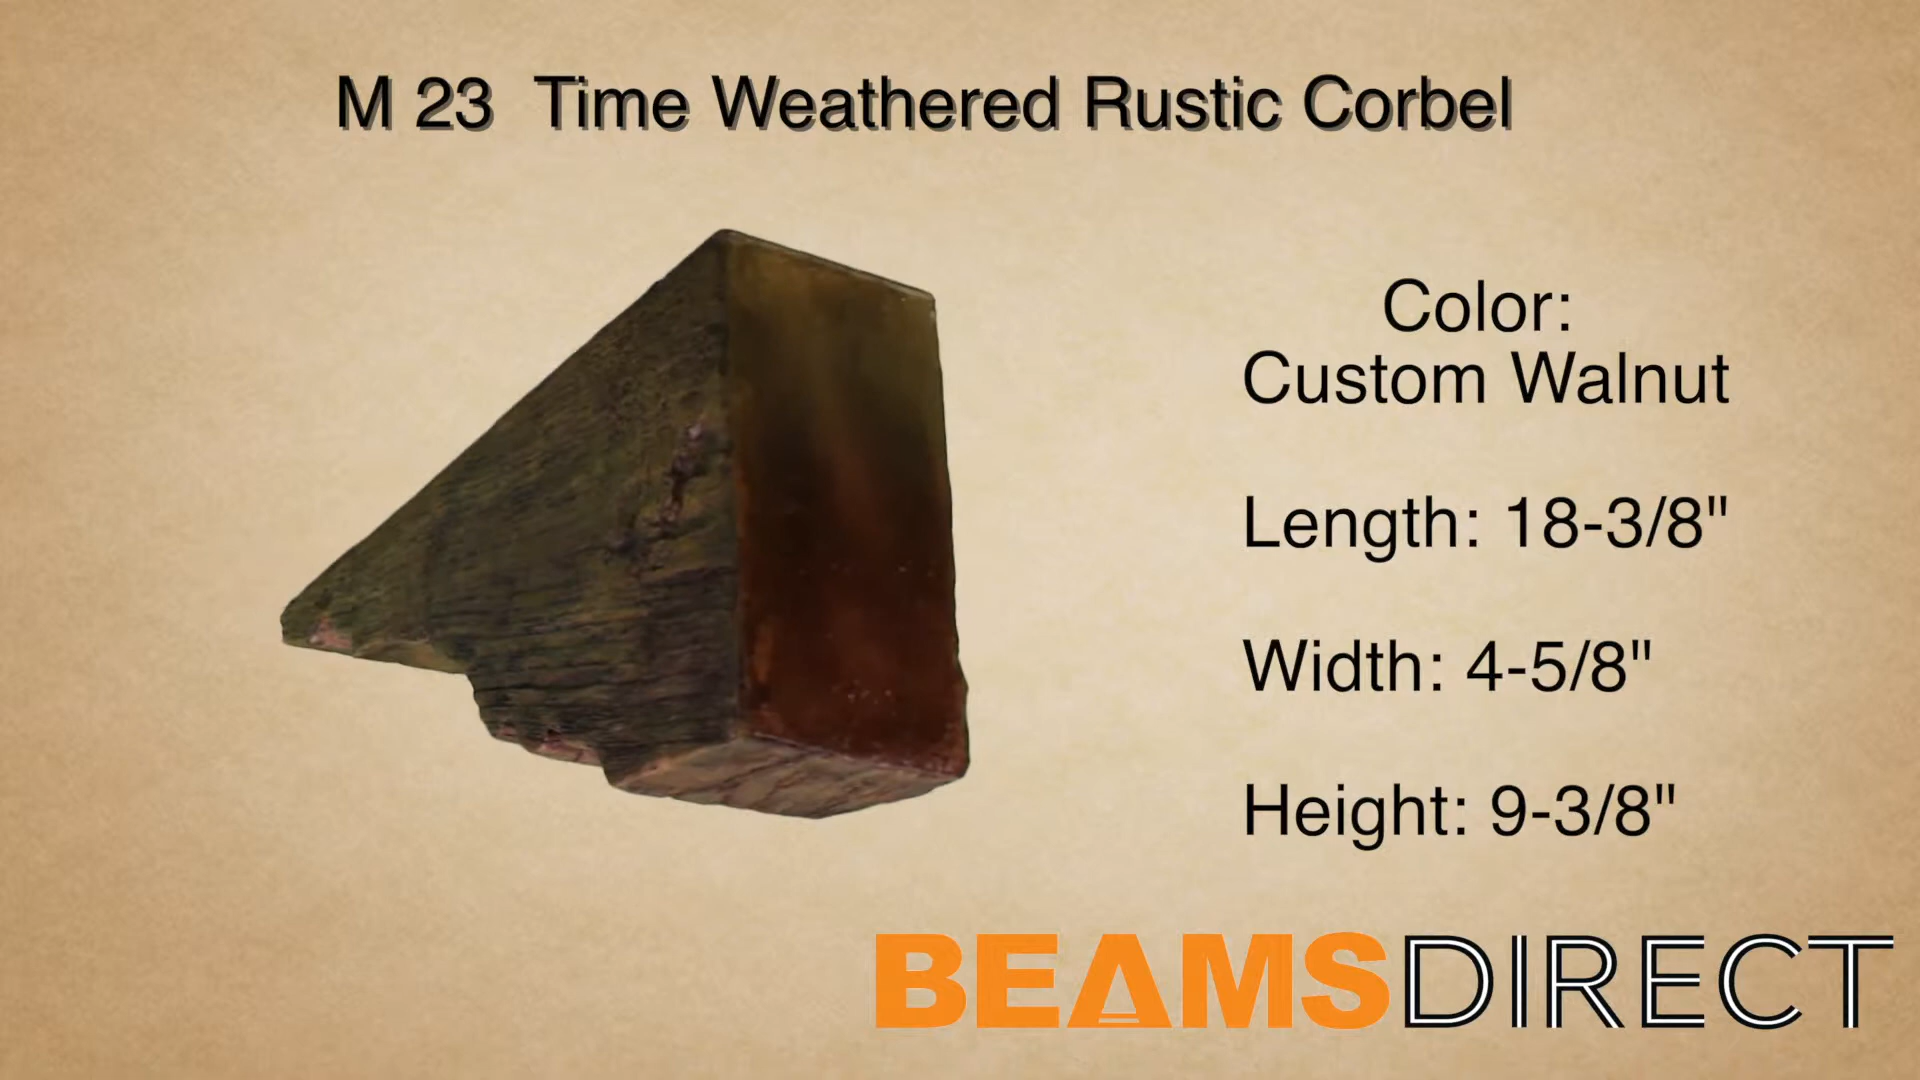 M 23  Time Weathered Rustic Corbel
Color:
Custom Walnut
Length: 18-3/8"
Width: 4-5/8"
Height: 9-3/8"
BEAMSDIRECT